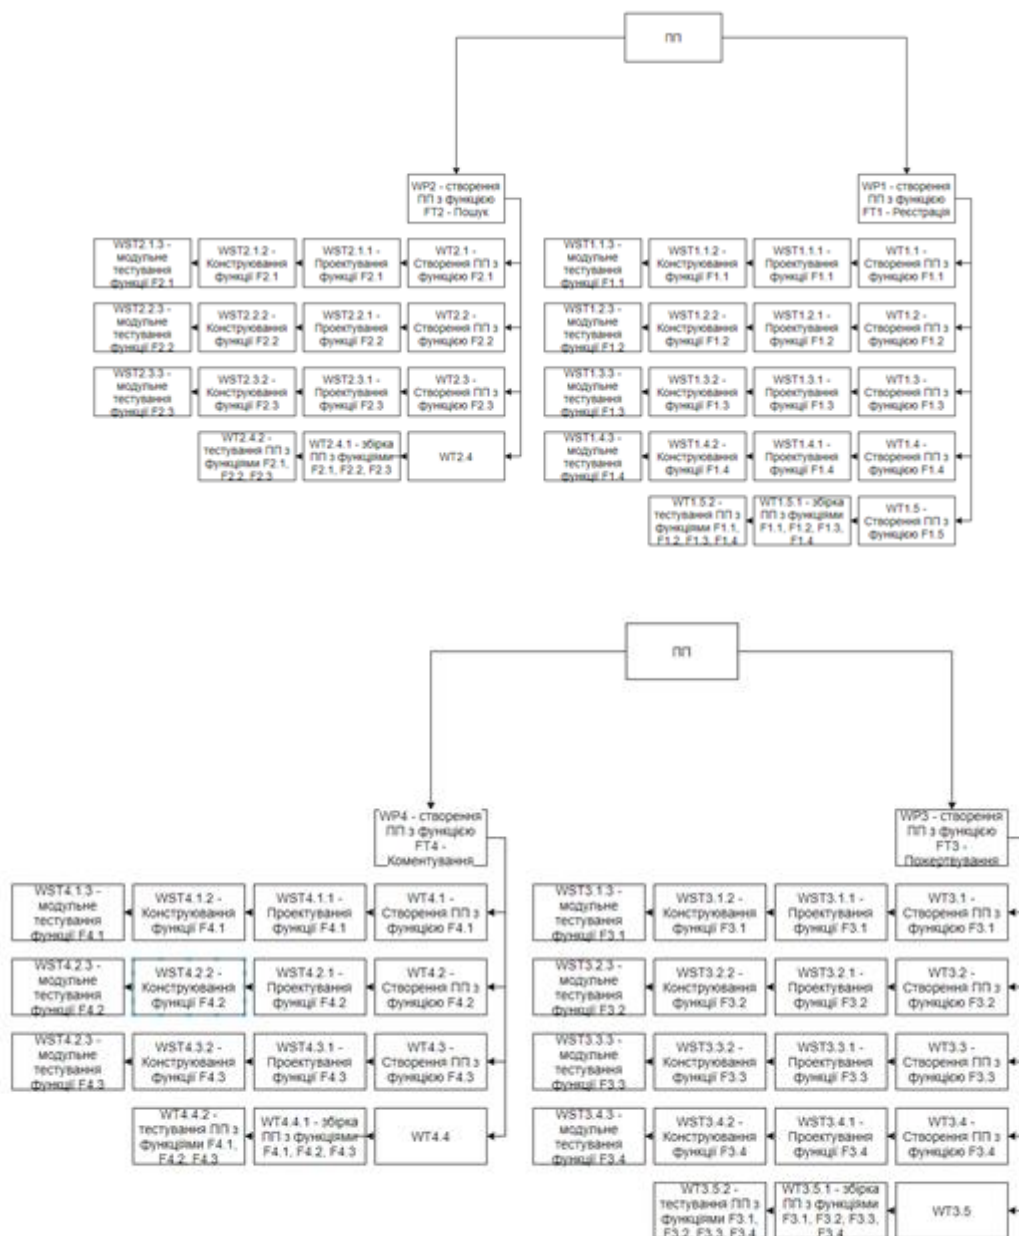 ПП
WP2 - створення
ПП з функцією
FT2 - Пошук
WP1 - створення
ПП з функцією
FT1 - Реєстрація
WST2.1.3 -
модульне
тестування
функції F2.1
WST2.1.2 -
Конструювання
функції F2.1
WST2.1.1 -
Проектування
функції F2.1
WT2.1 -
Створення ПП з
функцією F2.1
WST1.1.3 -
модульне
тестування
функції F1.1
WST1.1.2 -
Конструювання
функції F1.1
WST1.1.1 -
Проектування
функції F1.1
WT1.1 -
Створення ПП з
функцією F1.1
WST2.2.3 -
модульне
тестування
функції F2.2
WST2.2.2 -
Конструювання
функції F2.2
WST2.2.1 -
Проектування
функції F2.2
WT2.2 -
Створення ПП з
функцією F2.2
WST1.2.3 -
модульне
тестування
функції F1.2
WST1.2.2 -
Конструювання
функції F1.2
WST1.2.1 -
Проектування
функції F1.2
WT1.2 -
Створення ПП з
функцією F1.2
WST2.3.3 -
модульне
тестування
функції F2.3
WST2.3.2 -
Конструювання
функції F2.3
WST2.3.1 -
Проектування
функції F2.3
WT2.3 -
Створення ПП з
функцією F2.3
WST1.3.3 -
модульне
тестування
функції F1.3
WST1.3.2 -
Конструювання
функції F1.3
WST1.3.1 -
Проектування
функції F1.3
WT1.3 -
Створення ПП з
функцією F1.3
WT2.4.2 -
тестування ПП з
функціями F2.1,
F2.2, F2.3
WT2.4.1 - збірка
ПП з функціями
F2.1, F2.2, F2.3
WT2.4
WST1.4.3 -
модульне
тестування
функції F1.4
WST1.4.2 -
Конструювання
функції F1.4
WST1.4.1 -
Проектування
функції F1.4
WT1.4 -
Створення ПП з
функцією F1.4
WT1.5.2 -
тестування ПП з
функціями F1.1,
F1.2, F1.3, F1.4
WT1.5.1 - збірка
ПП з функціями
F1.1, F1.2, F1.3,
F1.4
WT1.5 -
Створення ПП з
функцією F1.5
ПП
WP4 - створення
ПП з функцією
FT4 -
Коментування
WP3 - створення
ПП з функцією
FT3 -
Пожертвування
WST4.1.3 -
модульне
тестування
функції F4.1
WST4.1.2 -
Конструювання
функції F4.1
WST4.1.1 -
Проектування
функції F4.1
WT4.1 -
Створення ПП з
функцією F4.1
WST3.1.3 -
модульне
тестування
функції F3.1
WST3.1.2 -
Конструювання
функції F3.1
WST3.1.1 -
Проектування
функції F3.1
WT3.1 -
Створення ПП з
функцією F3.1
WST4.2.3 -
модульне
тестування
функції F4.2
WST4.2.2 -
Конструювання
функції F4.2
WST4.2.1 -
Проектування
функції F4.2
WT4.2 -
Створення ПП з
функцією F4.2
WST3.2.3 -
модульне
тестування
функції F3.2
WST3.2.2 -
Конструювання
функції F3.2
WST3.2.1 -
Проектування
функції F3.2
WT3.2 -
Створення ПП з
функцією F3.2
WST4.2.3 -
модульне
тестування
функції F4.3
WST4.3.2 -
Конструювання
функції F4.3
WST4.3.1 -
Проектування
функції F4.3
WT4.3 -
Створення ПП з
функцією F4.3
WST3.3.3 -
модульне
тестування
функції F3.3
WST3.3.2 -
Конструювання
функції F3.3
WST3.3.1 -
Проектування
функції F3.3
WT3.3 -
Створення ПП з
функцією F3.3
WT4.4.2 -
тестування ПП з
функціями F4.1,
F4.2, F4.3
WT4.4.1 - збірка
ПП з функціями
F4.1, F4.2, F4.3
WT4.4
WST3.4.3 -
модульне
тестування
функції F3.4
WST3.4.2 -
Конструювання
функції F3.4
WST3.4.1 -
Проектування
функції F3.4
WT3.4 -
Створення ПП з
функцією F3.4
WT3.5.2 -
тестування ПП з
функціями F3.1,
F3.2, F3.3, F3.4
WT3.5.1 - збірка
ПП з функціями
F3.1, F3.2, F3.3,
F3.4
WT3.5